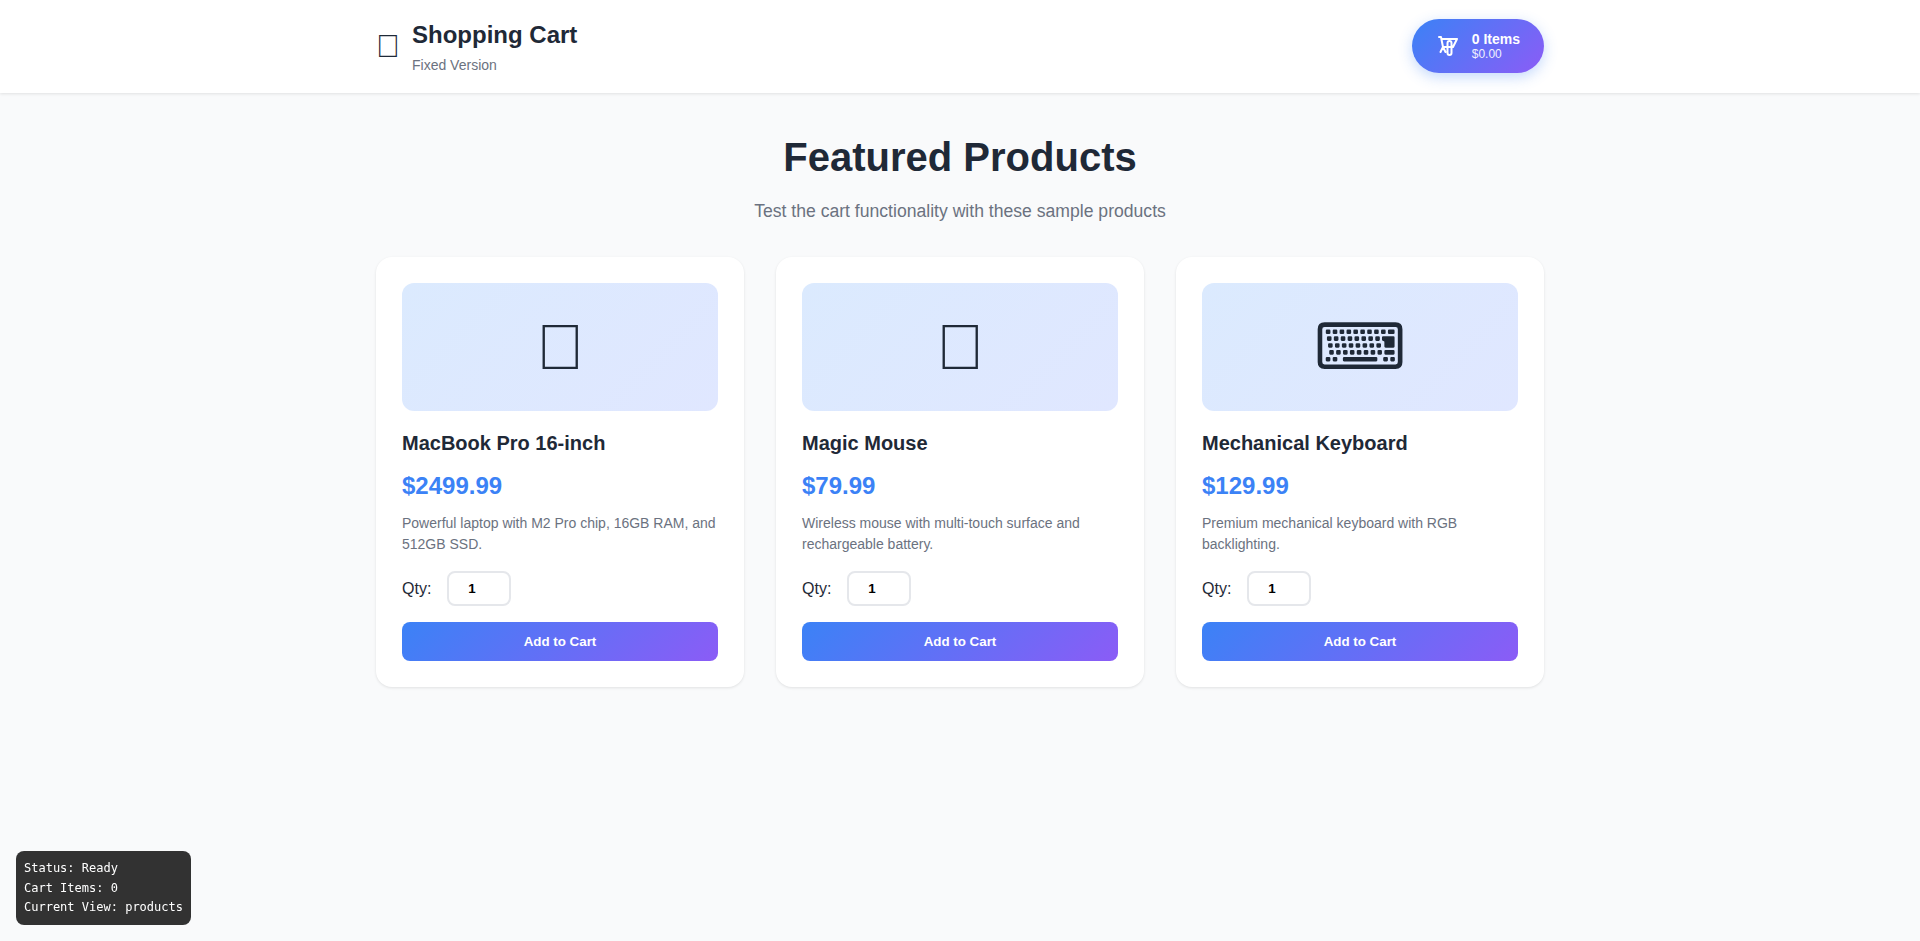 Shopping Cart
Fixed Version
0 Items
$0.00
Featured Products
Test the cart functionality with these sample products
MacBook Pro 16-inch
$2499.99
Powerful laptop with M2 Pro chip, 16GB RAM, and
512GB SSD.
Qty: 1
Add to Cart
Magic Mouse
$79.99
Wireless mouse with multi-touch surface and
rechargeable battery.
Qty: 1
Add to Cart
Mechanical Keyboard
$129.99
Premium mechanical keyboard with RGB
backlighting.
Qty: 1
Add to Cart
Status: Ready
Cart Items: 0
Current View: products